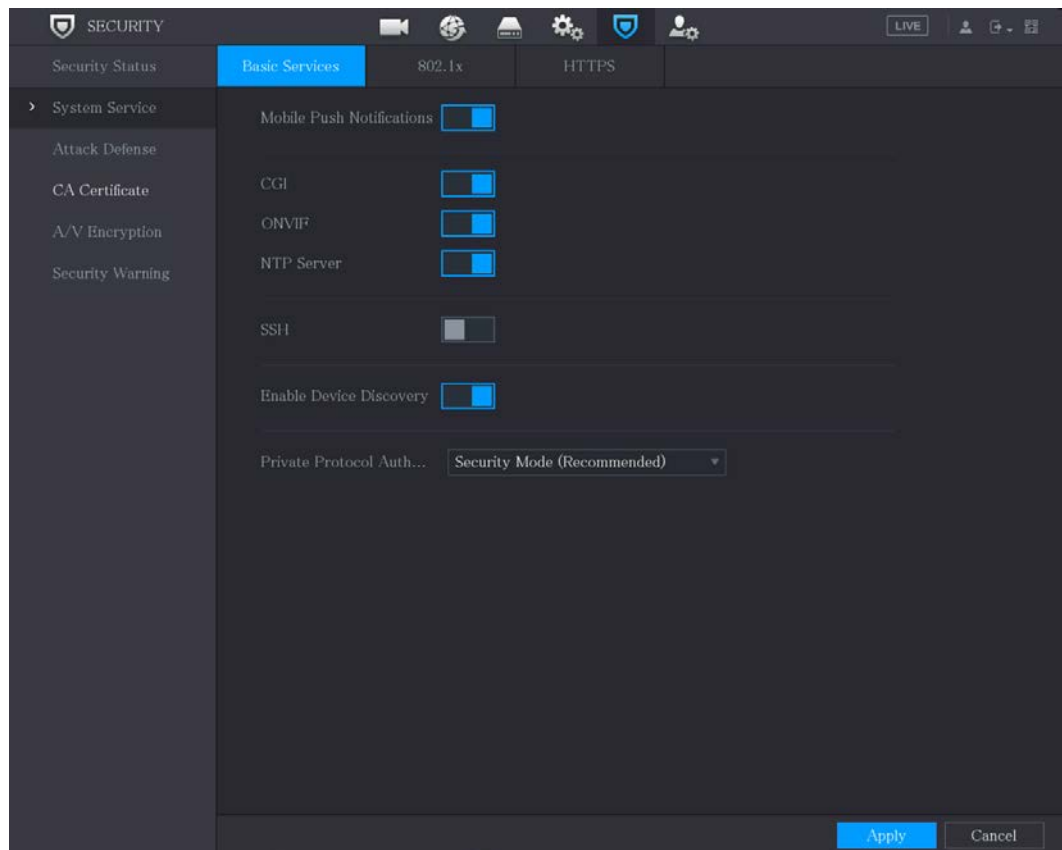 SECURITY
LIVE
Security Status
Basic Services
802.1x
HTTPS
System Service
Attack Defense
CA Certificate
A/V Encryption
Security Warning
Mobile Push Notifications
CGI
ONVIF
NTP Server
SSH
Enable Device Discovery
Private Protocol Auth...
Security Mode (Recommended)
Apply
Cancel